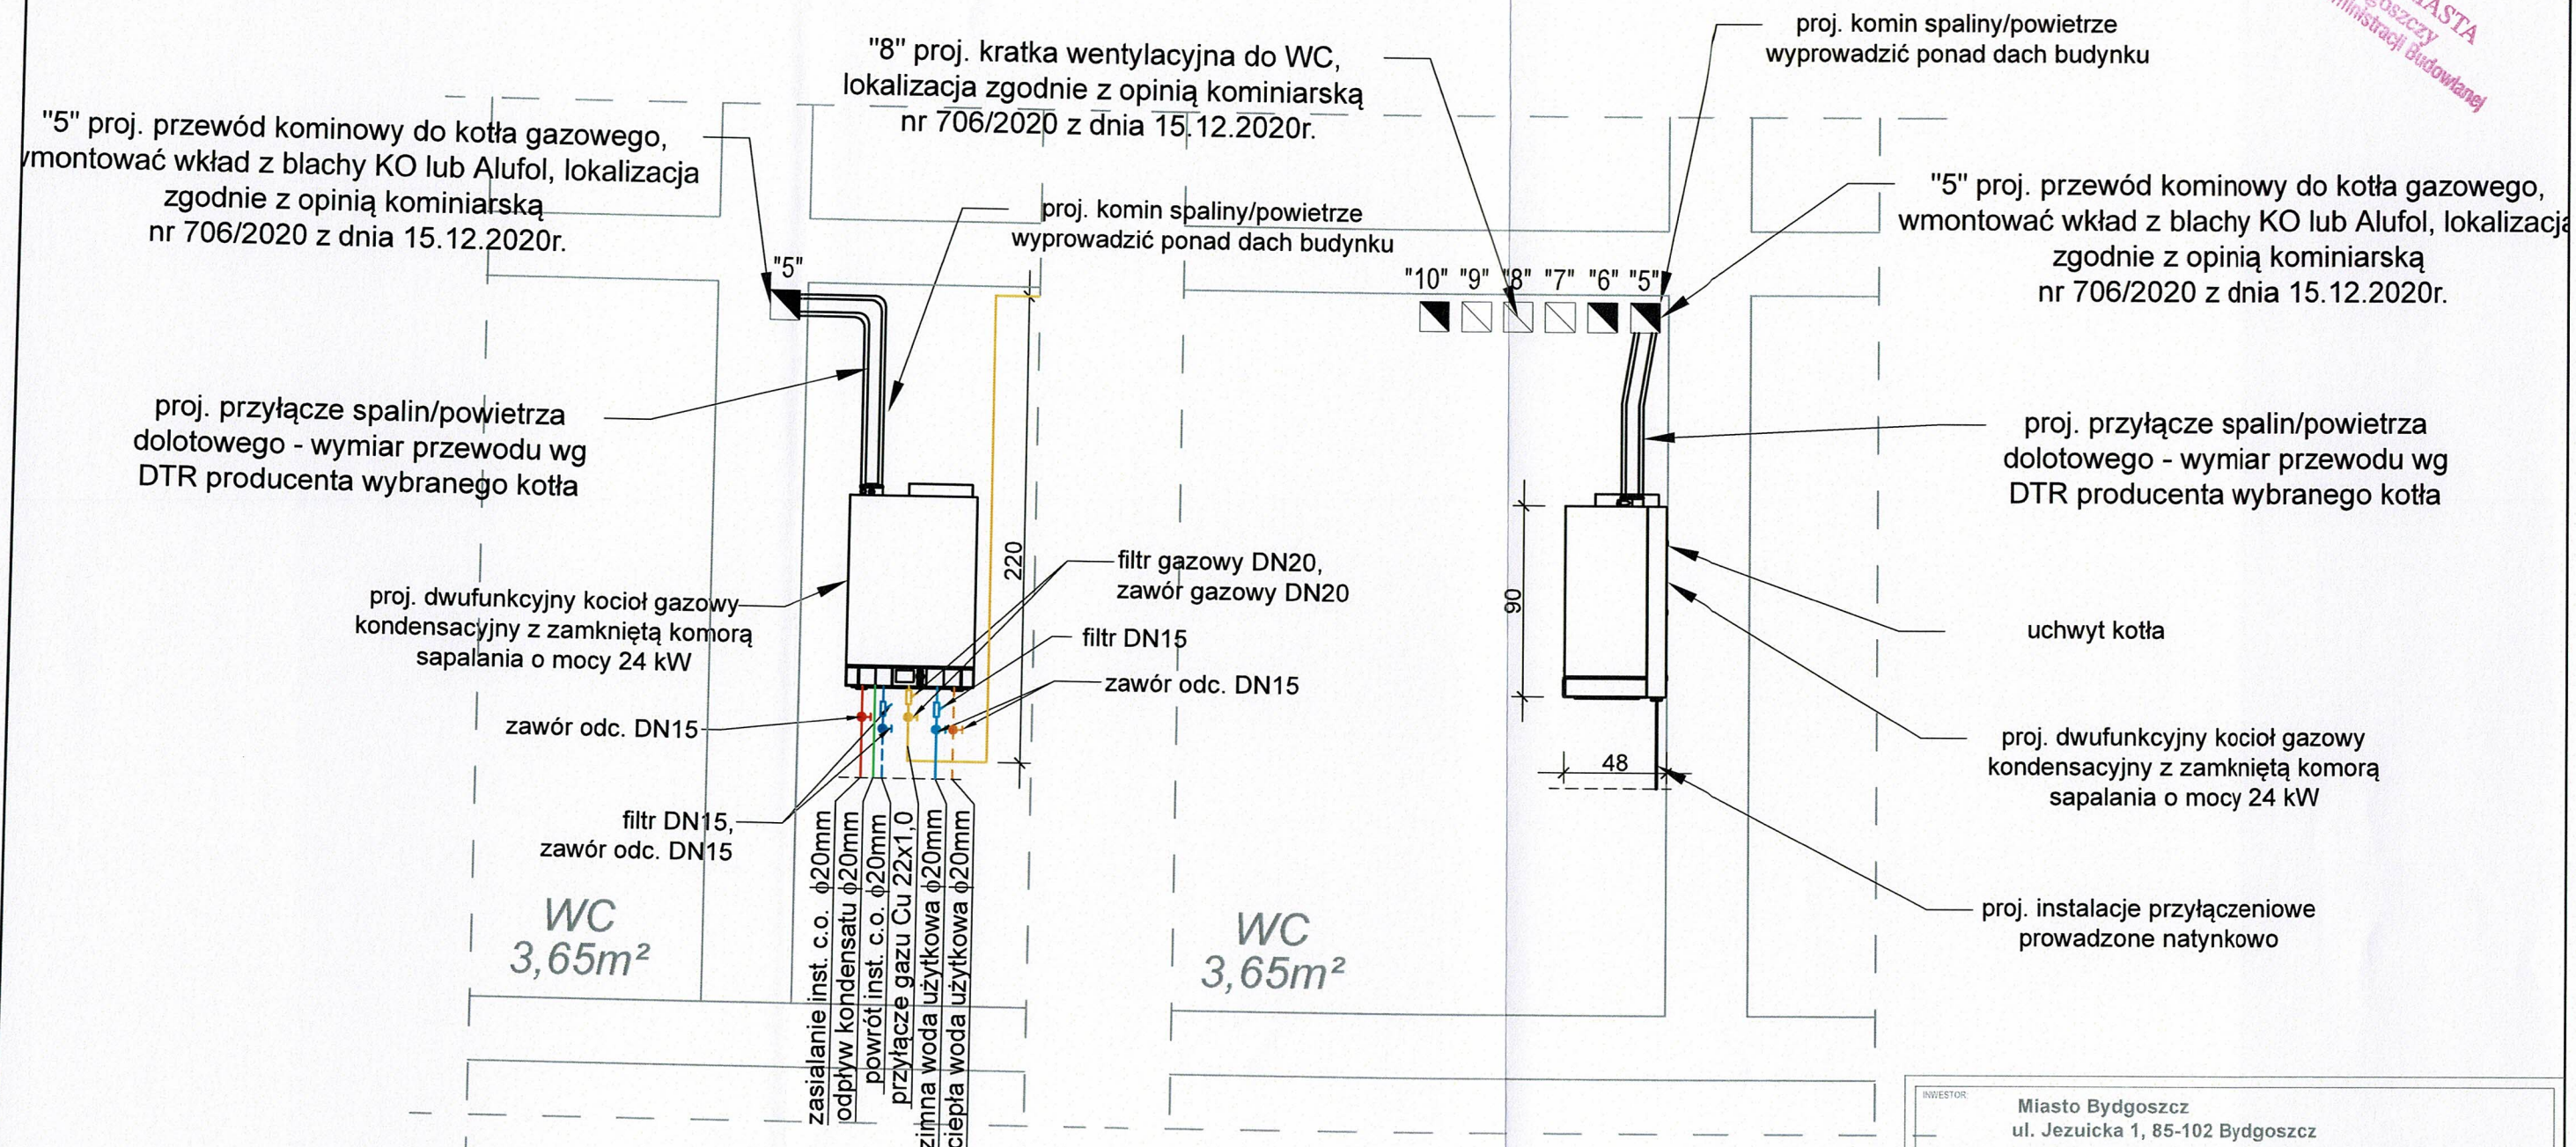 MIASTA
Bydgoszczy
ministracji Budowlanej
proj. komin spaliny/powietrze
wyprowadzić ponad dach budynku
"8" proj. kratka wentylacyjna do WC,
lokalizacja zgodnie z opinią kominiarską
nr 706/2020 z dnia 15.12.2020r.
"5" proj. przewód kominowy do kotła gazowego,
wmontować wkład z blachy KO lub Alufol, lokalizacja
zgodnie z opinią kominiarską
nr 706/2020 z dnia 15.12.2020r.
proj. komin spaliny/powietrze
wyprowadzić ponad dach budynku
"5" proj. przewód kominowy do kotła gazowego,
wmontować wkład z blachy KO lub Alufol, lokalizacja
zgodnie z opinią kominiarską
nr 706/2020 z dnia 15.12.2020r.
"5"
"10" "9" "8" "7" "6" "5"
proj. przyłącze spalin/powietrza
dolotowego - wymiar przewodu wg
DTR producenta wybranego kotła
proj. przyłącze spalin/powietrza
dolotowego - wymiar przewodu wg
DTR producenta wybranego kotła
220
filtr gazowy DN20,
zawór gazowy DN20
90
proj. dwufunkcyjny kocioł gazowy
kondensacyjny z zamkniętą komorą
sapalania o mocy 24 kW
filtr DN15
zawór odc. DN15
uchwyt kotła
zawór odc. DN15
48
proj. dwufunkcyjny kocioł gazowy
kondensacyjny z zamkniętą komorą
sapalania o mocy 24 kW
filtr DN15,
zawór odc. DN15
zasialanie inst. c.o. ϕ20mm
odpływ kondensatu ϕ20mm
powrót inst. c.o. ϕ20mm
przyłącze gazu Cu 22x1,0
zimna woda użytkowa ϕ20mm
ciepła woda użytkowa ϕ20mm
WC
3,65m²
WC
3,65m²
proj. instalacje przyłączeniowe
prowadzone natynkowo
INWESTOR:
Miasto Bydgoszcz
ul. Jezuicka 1, 85-102 Bydgoszcz